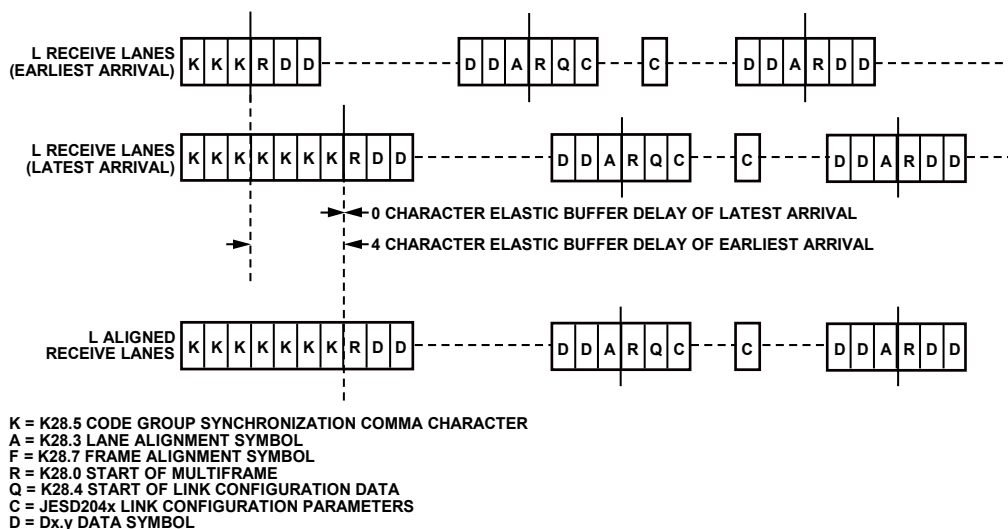 L RECEIVE LANES
(EARLIEST ARRIVAL)
K K K R D D
D D A R Q C
C
D D A R D D
L RECEIVE LANES
(LATEST ARRIVAL)
K K K K K K K R D D
D D A R Q C
C
D D A R D D
0 CHARACTER ELASTIC BUFFER DELAY OF LATEST ARRIVAL
4 CHARACTER ELASTIC BUFFER DELAY OF EARLIEST ARRIVAL
L ALIGNED
RECEIVE LANES
K K K K K K K R D D
D D A R Q C
C
D D A R D D
K = K28.5 CODE GROUP SYNCHRONIZATION COMMA CHARACTER
A = K28.3 LANE ALIGNMENT SYMBOL
F = K28.7 FRAME ALIGNMENT SYMBOL
R = K28.0 START OF MULTIFRAME
Q = K28.4 START OF LINK CONFIGURATION DATA
C = JESD204x LINK CONFIGURATION PARAMETERS
D = Dx.y DATA SYMBOL